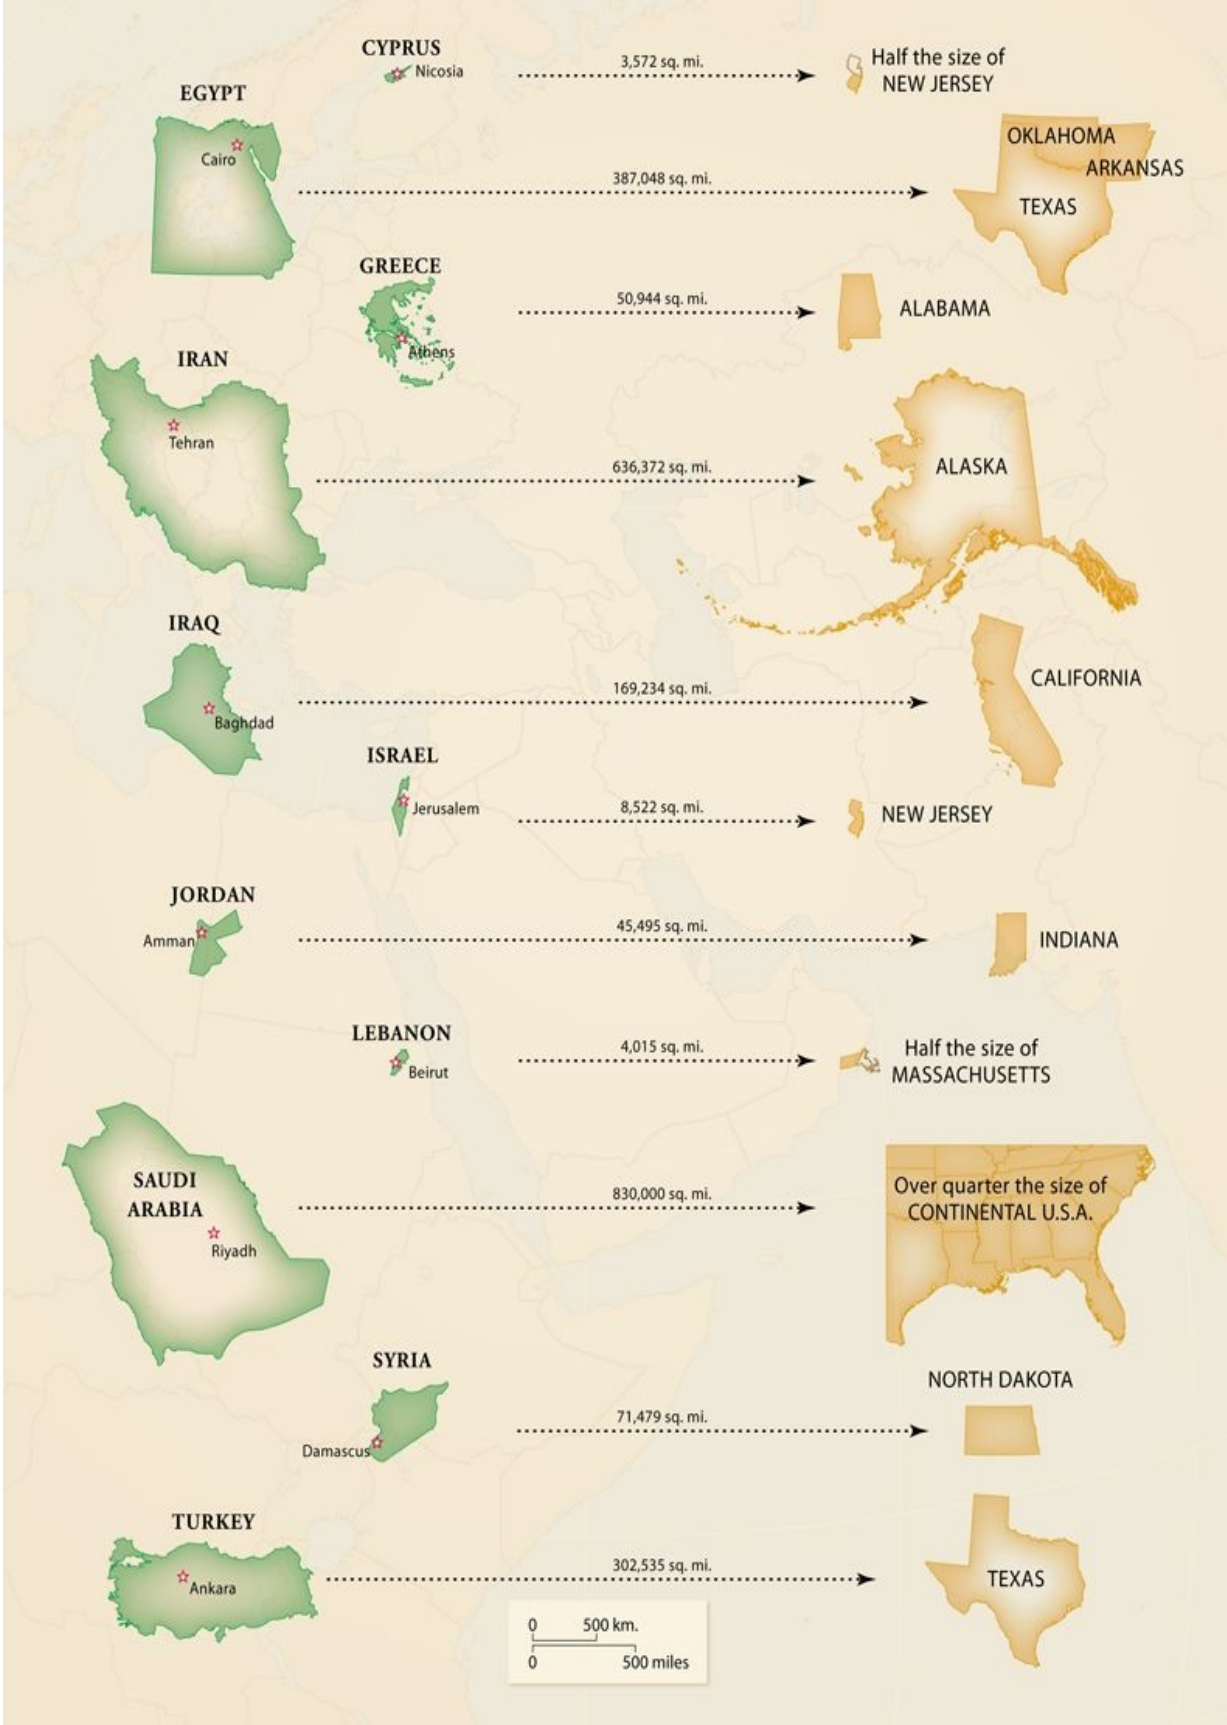 CYPRUS
Nicosia
3,572 sq. mi.
Half the size of
NEW JERSEY
EGYPT
Cairo
387,048 sq. mi.
OKLAHOMA
ARKANSAS
TEXAS
GREECE
Athens
50,944 sq. mi.
ALABAMA
IRAN
Tehran
636,372 sq. mi.
ALASKA
IRAQ
Baghdad
169,234 sq. mi.
CALIFORNIA
ISRAEL
Jerusalem
8,522 sq. mi.
NEW JERSEY
JORDAN
Amman
45,495 sq. mi.
INDIANA
LEBANON
Beirut
4,015 sq. mi.
Half the size of
MASSACHUSETTS
SAUDI
ARABIA
Riyadh
830,000 sq. mi.
Over quarter the size of
CONTINENTAL U.S.A.
SYRIA
Damascus
71,479 sq. mi.
NORTH DAKOTA
TURKEY
Ankara
302,535 sq. mi.
TEXAS
0 500 km.
0 500 miles